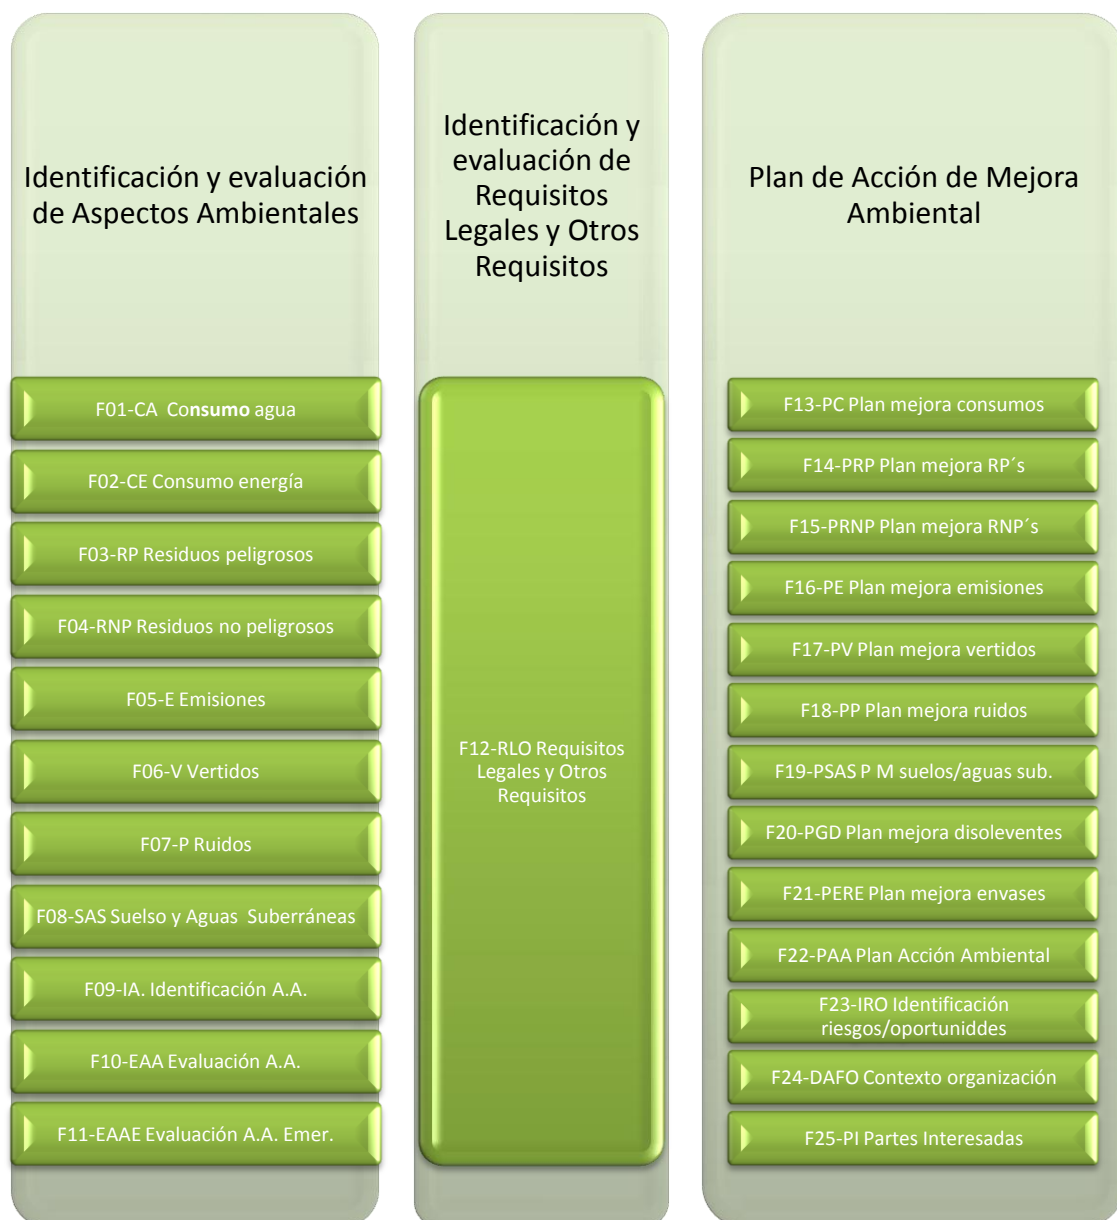 Identificación y evaluación
de Aspectos Ambientales
F01-CA Consumo agua
F02-CE Consumo energía
F03-RP Residuos peligrosos
F04-RNP Residuos no peligrosos
F05-E Emisiones
F06-V Vertidos
F07-P Ruidos
F08-SAS Suelso y Aguas Suberráneas
F09-IA. Identificación A.A.
F10-EAA Evaluación A.A.
F11-EAAE Evaluación A.A. Emer.
Identificación y
evaluación de
Requisitos
Legales y Otros
Requisitos
F12-RLO Requisitos
Legales y Otros
Requisitos
Plan de Acción de Mejora
Ambiental
F13-PC Plan mejora consumos
F14-PRP Plan mejora RP´s
F15-PRNP Plan mejora RNP´s
F16-PE Plan mejora emisiones
F17-PV Plan mejora vertidos
F18-PP Plan mejora ruidos
F19-PSAS P M suelos/aguas sub.
F20-PGD Plan mejora disoleventes
F21-PERE Plan mejora envases
F22-PAA Plan Acción Ambiental
F23-IRO Identificación
riesgos/oportuniddes
F24-DAFO Contexto organización
F25-PI Partes Interesadas